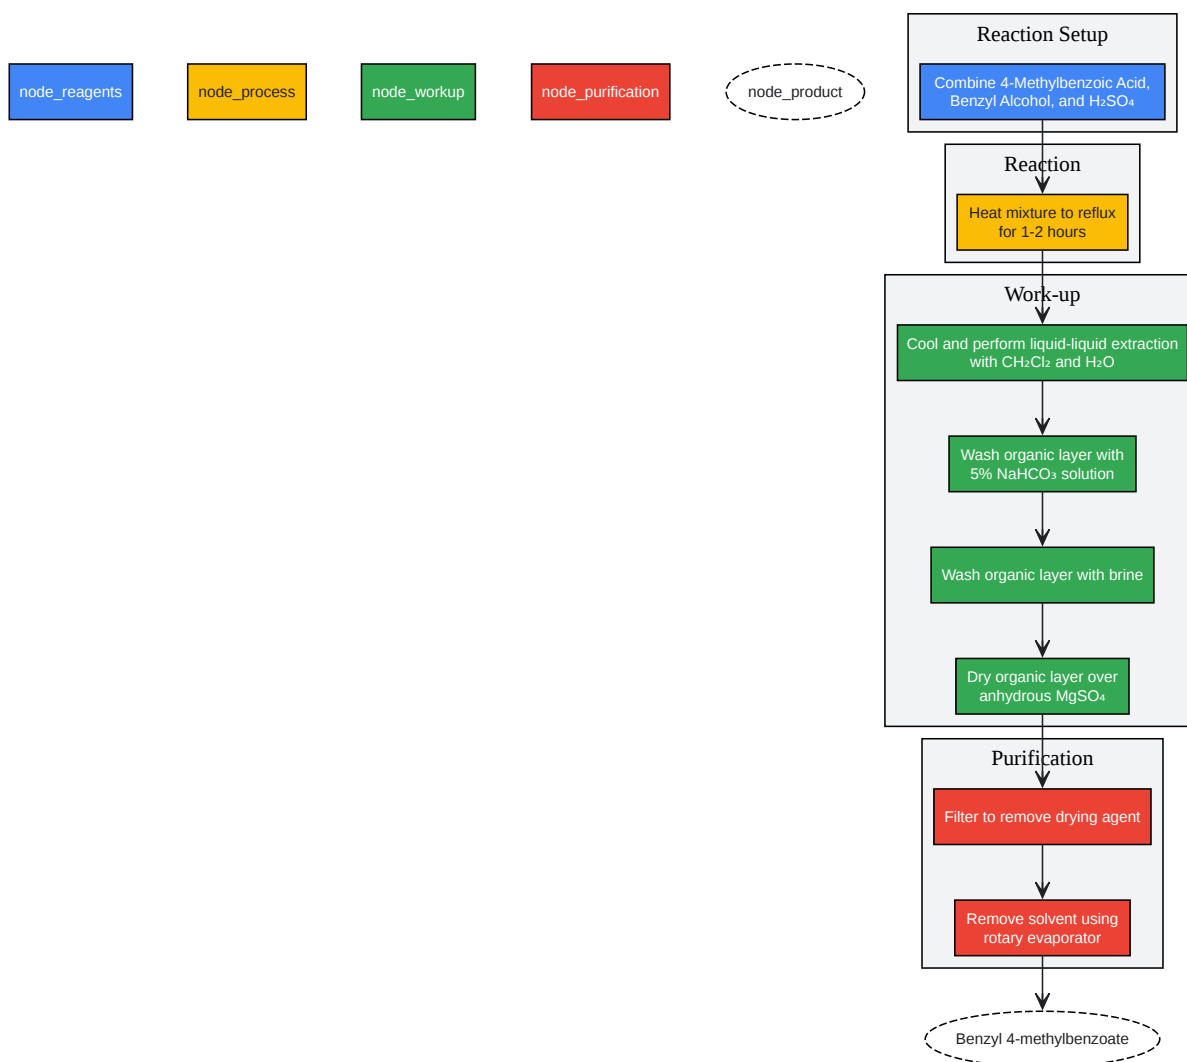 Reaction Setup
node_reagents
node_process
node_workup
node_purification
node_product
Combine 4-Methylbenzoic Acid,
Benzyl Alcohol, and H₂SO₄
Reaction
Heat mixture to reflux
for 1-2 hours
Work-up
Cool and perform liquid-liquid extraction
with CH₂Cl₂ and H₂O
Wash organic layer with
5% NaHCO₃ solution
Wash organic layer with brine
Dry organic layer over
anhydrous MgSO₄
Purification
Filter to remove drying agent
Remove solvent using
rotary evaporator
Benzyl 4-methylbenzoate